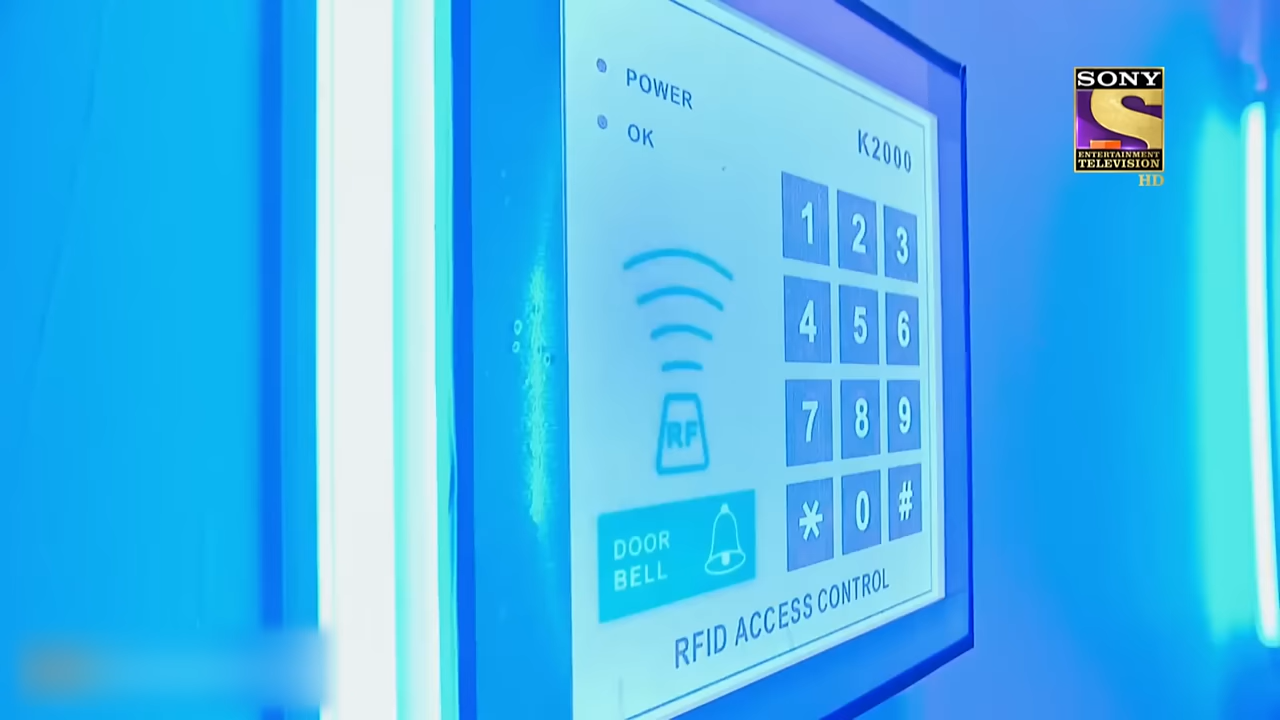 POWER
OK
K2000
1 2 3
4 5 6
7 8 9
* 0 #
RF
DOOR
BELL
RFID ACCESS CONTROL
SONY
S
ENTERTAINMENT
TELEVISION
HD